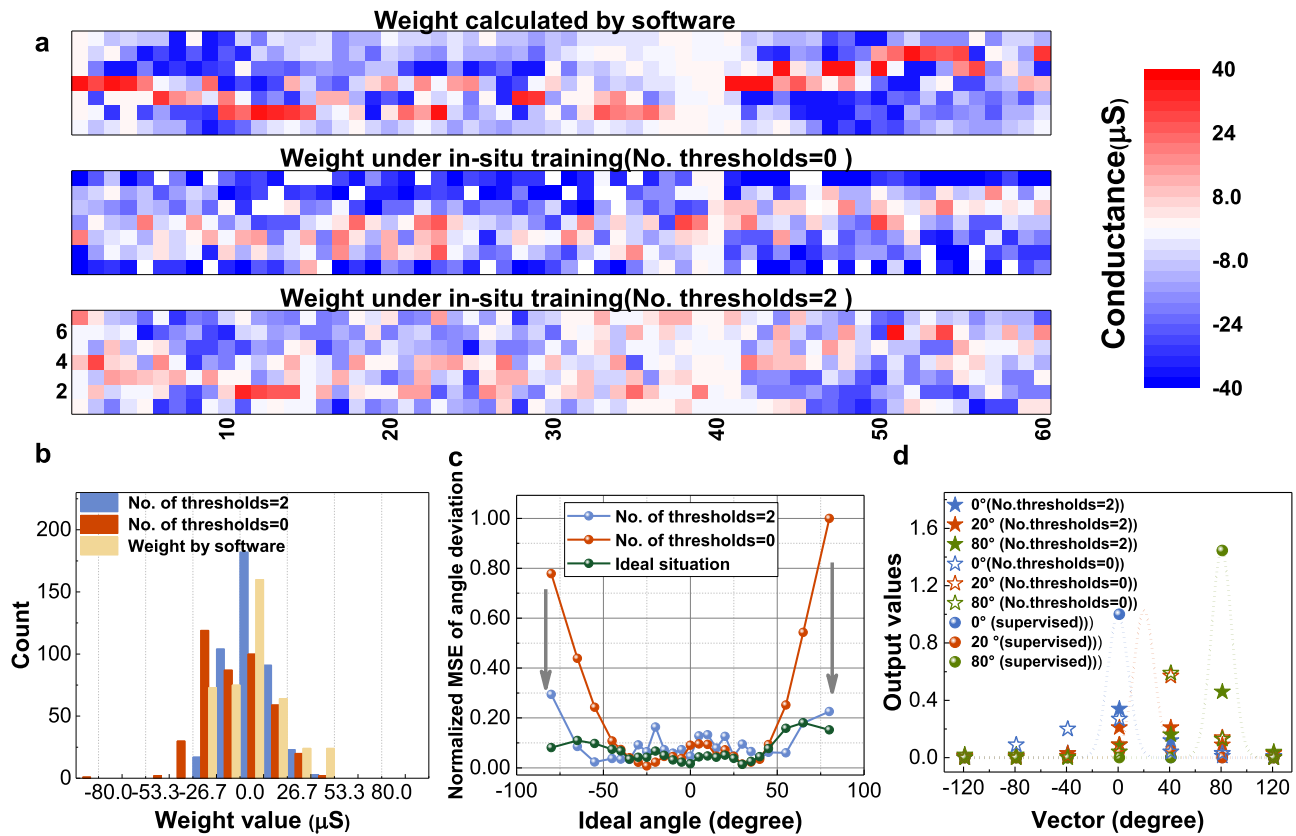 Weight calculated by software
a
Weight under in-situ training(No. thresholds=0 )
Weight under in-situ training(No. thresholds=2 )
6
4
2
10
20
30
40
50
60
Conductance(μS)
40
24
8.0
-8.0
-24
-40
b
No. of thresholds=2
No. of thresholds=0
Weight by software
Count
200
150
100
50
0
-80.0
-53.3
-26.7
0.0
26.7
53.3
80.0
Weight value (μS)
c
Normalized MSE of angle deviation
No. of thresholds=2
No. of thresholds=0
Ideal situation
1.00
0.80
0.60
0.40
0.20
0.00
-100
-50
0
50
100
Ideal angle (degree)
d
Output values
0°(No.thresholds=2))
20° (No.thresholds=2))
80° (No.thresholds=2))
0°(No.thresholds=0))
20° (No.thresholds=0))
80° (No.thresholds=0))
0° (supervised)))
20 °(supervised)))
80° (supervised)))
1.6
1.2
0.8
0.4
0.0
-120
-80
-40
0
40
80
120
Vector (degree)